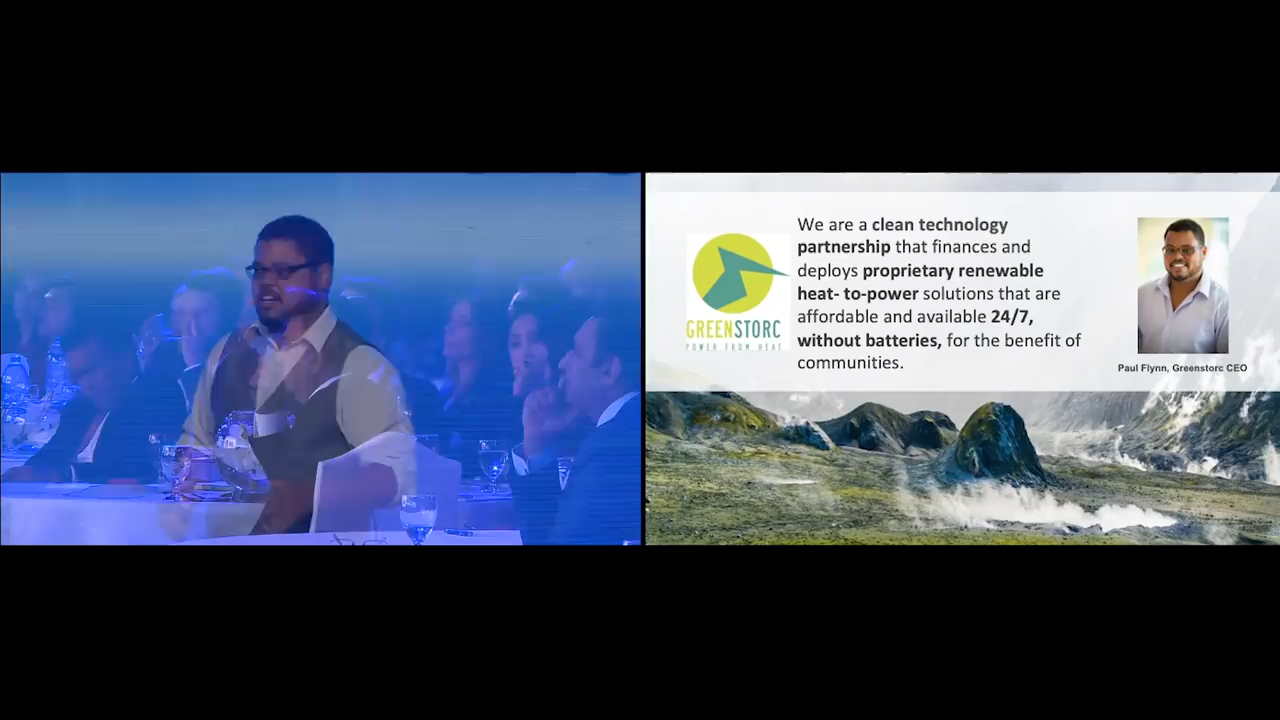 We are a clean technology
partnership that finances and
deploys proprietary renewable
heat- to-power solutions that are
affordable and available 24/7,
without batteries, for the benefit of
communities.
GREENSTORC
POWER FROM HEAT
Paul Flynn, Greenstorc CEO